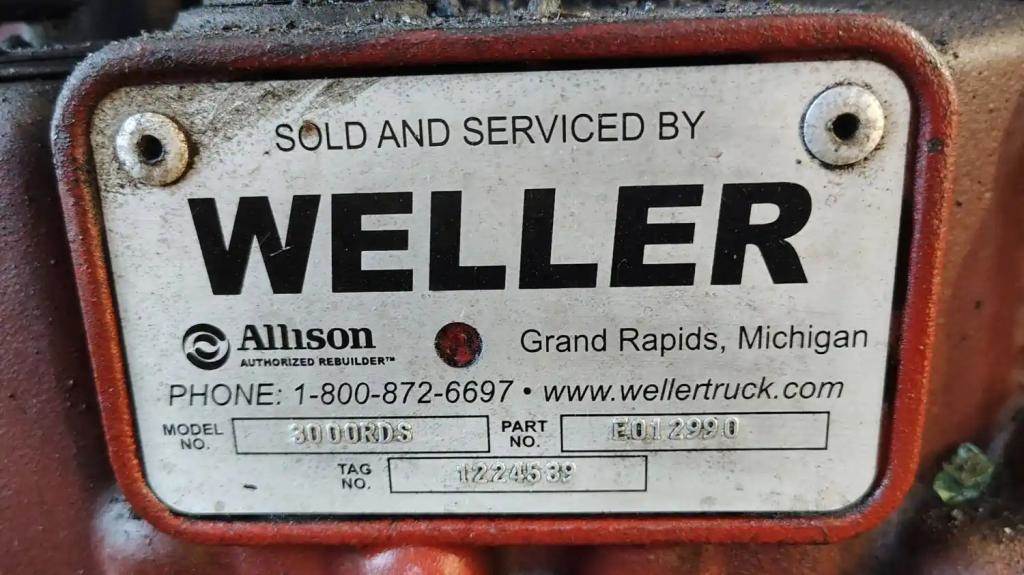 SOLD AND SERVICED BY
WELLER
Allison
AUTHORIZED REBUILDER™
Grand Rapids, Michigan
PHONE: 1-800-872-6697 • www.wellertruck.com
MODEL NO. 3000RDS
PART NO. E012990
TAG NO. 1224539